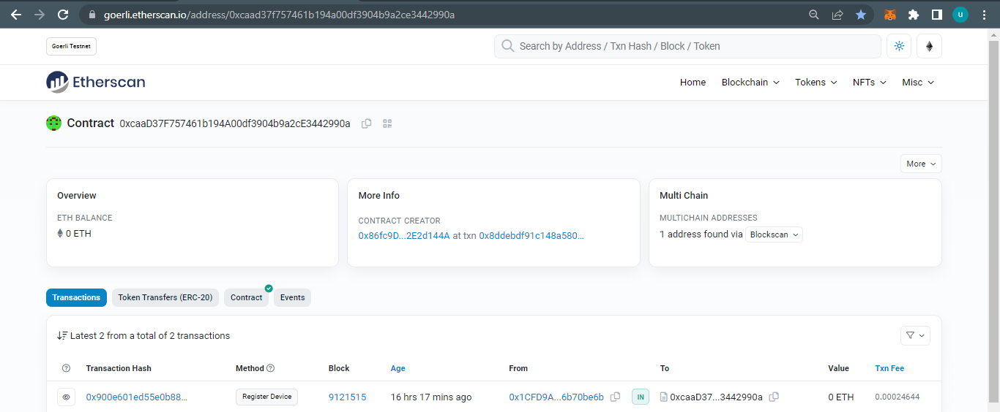 goerli.etherscan.io/address/0xcaad37f757461b194a00df3904b9a2ce3442990a
u
Goerli Testnet
Search by Address / Txn Hash / Block / Token
Etherscan
Home Blockchain Tokens NFTs Misc
Contract 0xcaaD37F757461b194A00df3904b9a2cE3442990a
More
Overview
ETH BALANCE
0 ETH
More Info
CONTRACT CREATOR
0x86fc9D...2E2d144A at txn 0x8ddebdf91c148a580...
Multi Chain
MULTICHAIN ADDRESSES
1 address found via Blockscan
Transactions Token Transfers (ERC-20) Contract Events
Latest 2 from a total of 2 transactions
Transaction Hash Method Block Age From To Value Txn Fee
0x900e601ed55e0b88... Register Device 9121515 16 hrs 17 mins ago 0x1CFD9A...6b70be6b IN 0xcaaD37...3442990a 0 ETH 0.00024644